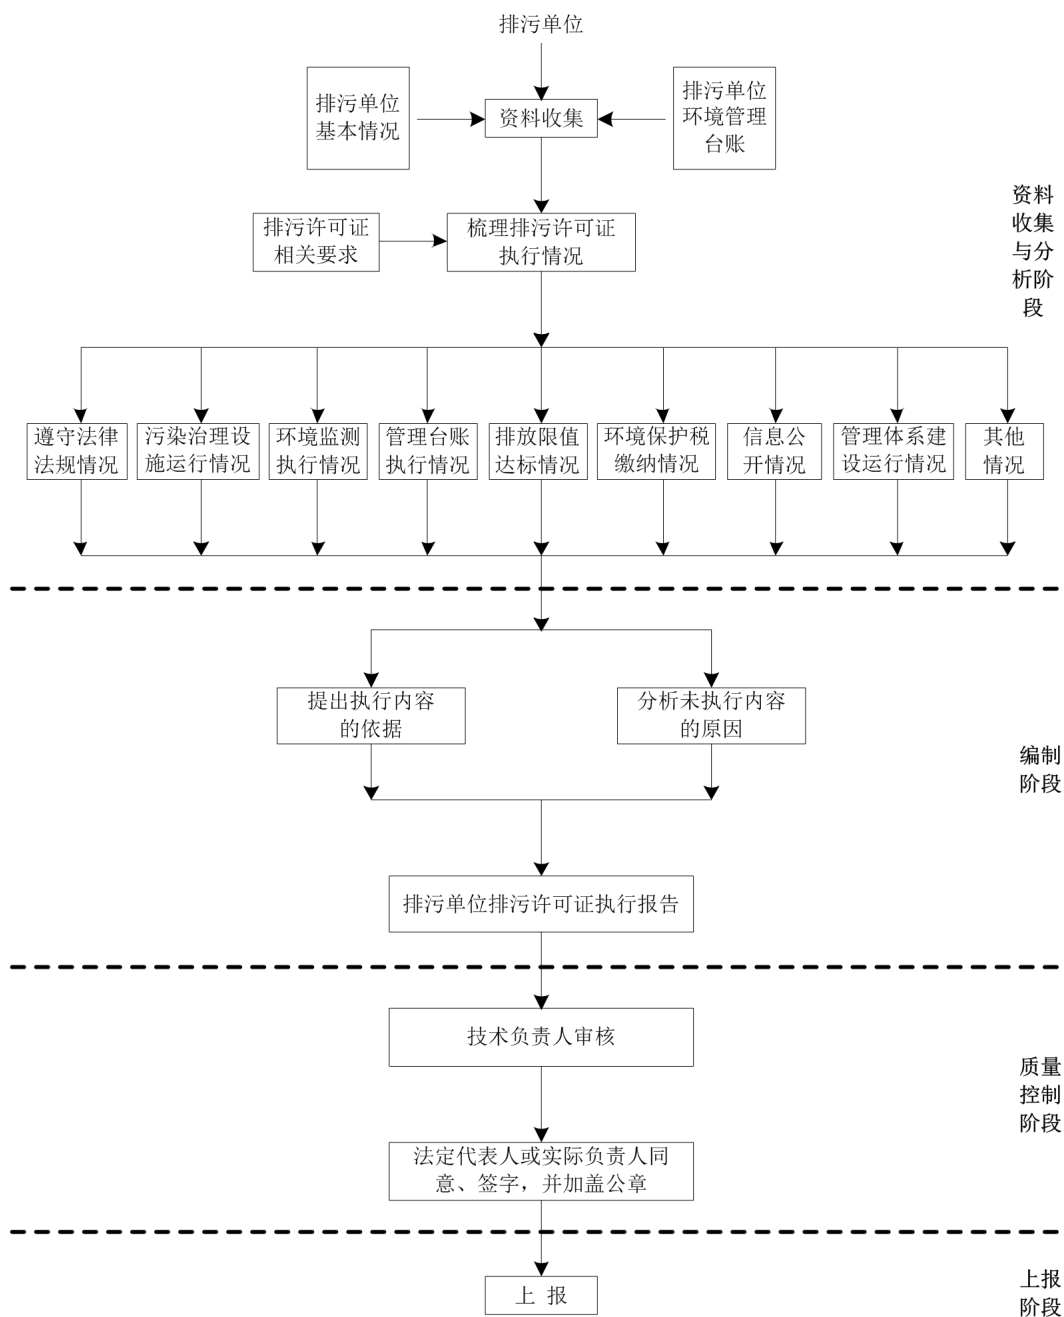 排污单位
排污单位
基本情况
资料收集
排污单位
环境管理
台账
资料
收集
与分
析阶
段
排污许可证
相关要求
梳理排污许可证
执行情况
遵守法律
法规情况
污染治理设
施运行情况
环境监测
执行情况
管理台账
执行情况
排放限值
达标情况
环境保护税
缴纳情况
信息公
开情况
管理体系建
设运行情况
其他
情况
提出执行内容
的依据
分析未执行内容
的原因
编制
阶段
排污单位排污许可证执行报告
技术负责人审核
质量
控制
阶段
法定代表人或实际负责人同
意、签字，并加盖公章
上 报
上报
阶段